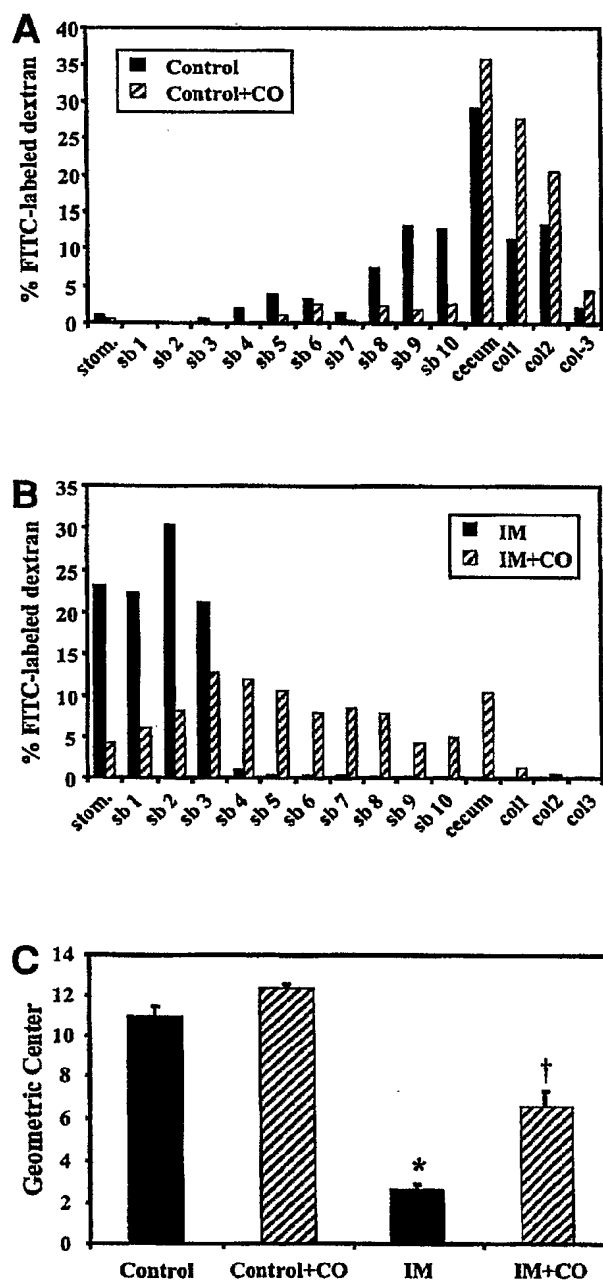 A
% FITC-labeled dextran
40
35
30
25
20
15
10
5
0
Control
Control+CO
stom.
sb 1
sb 2
sb 3
sb 4
sb 5
sb 6
sb 7
sb 8
sb 9
sb 10
cecum
col1
col2
col-3
B
% FITC-labeled dextran
35
30
25
20
15
10
5
0
IM
IM+CO
stom.
sb 1
sb 2
sb 3
sb 4
sb 5
sb 6
sb 7
sb 8
sb 9
sb 10
cecum
col1
col2
col3
C
Geometric Center
14
12
10
8
6
4
2
0
*
†
Control
Control+CO
IM
IM+CO